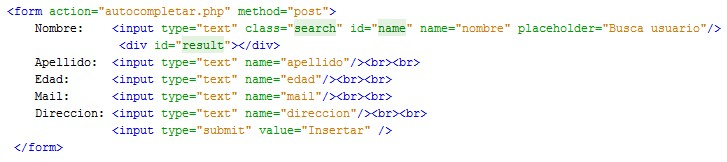 <form action="autocompletar.php" method="post">
Nombre: <input type="text" class="search" id="name" name="nombre" placeholder="Busca usuario"/>
<div id="result"></div>
Apellido: <input type="text" name="apellido"/><br><br>
Edad: <input type="text" name="edad"/><br><br>
Mail: <input type="text" name="mail"/><br><br>
Direccion: <input type="text" name="direccion"/><br><br>
<input type="submit" value="Insertar" />
</form>